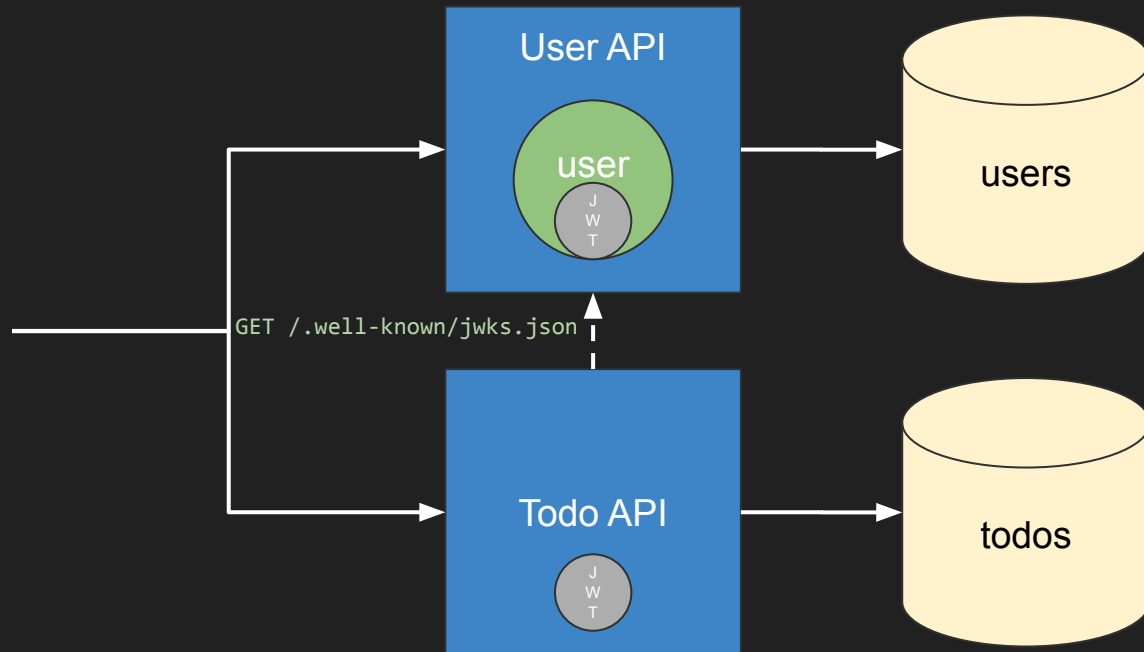 User API
user
J
W
T
users
GET /.well-known/jwks.json
Todo API
J
W
T
todos